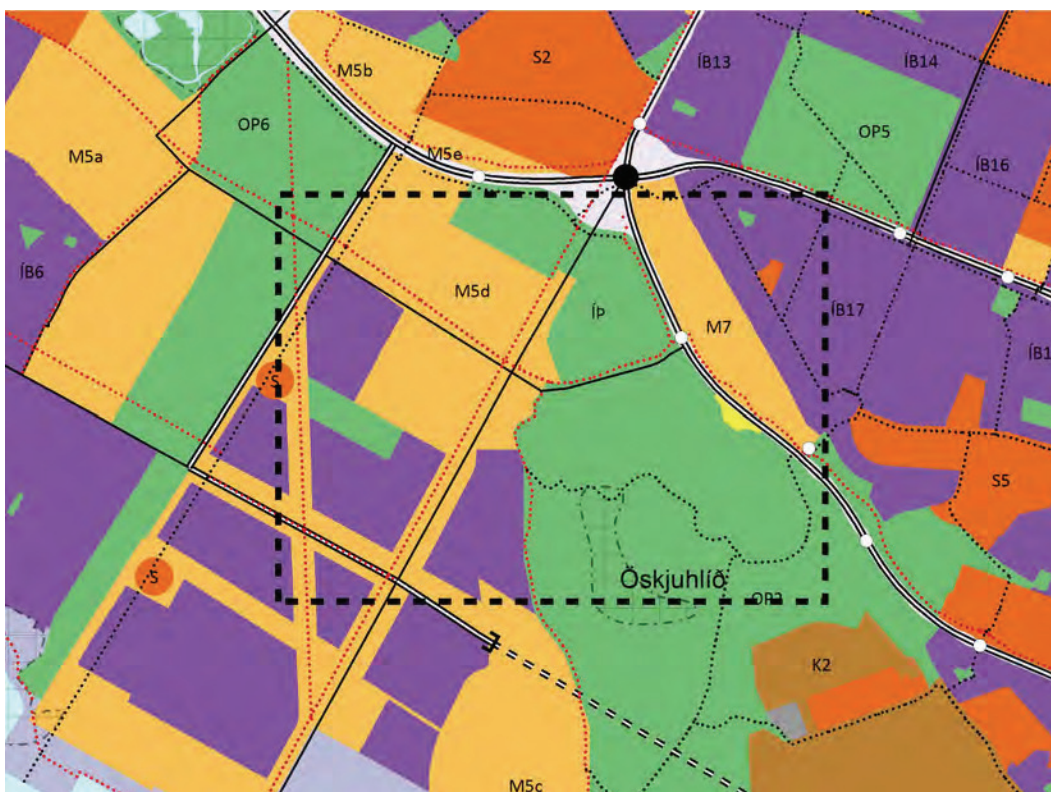 S2
ÍB13
ÍB14
M5b
OP6
OP5
M5a
M5e
ÍB16
ÍB6
M5d
ÍÞ
M7
ÍB17
ÍB1
S
S5
S
Öskjuhlíð
OP2
K2
M5c